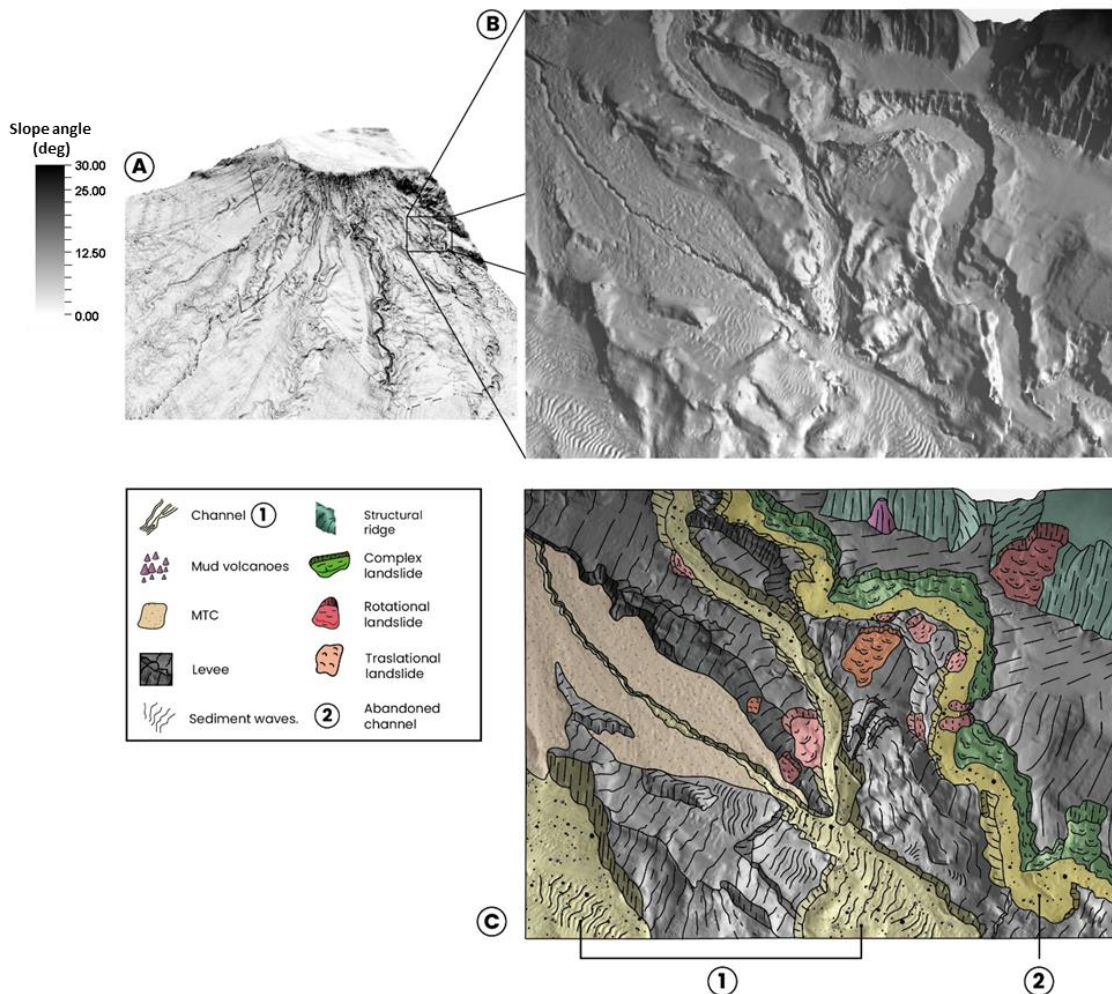 B
Slope angle
(deg)
A
30.00
25.00
12.50
0.00
Channel 1
Structural
ridge
Mud volcanoes
Complex
landslide
MTC
Rotational
landslide
Levee
Traslational
landslide
Sediment waves.
2 Abandoned
channel
C
1
2